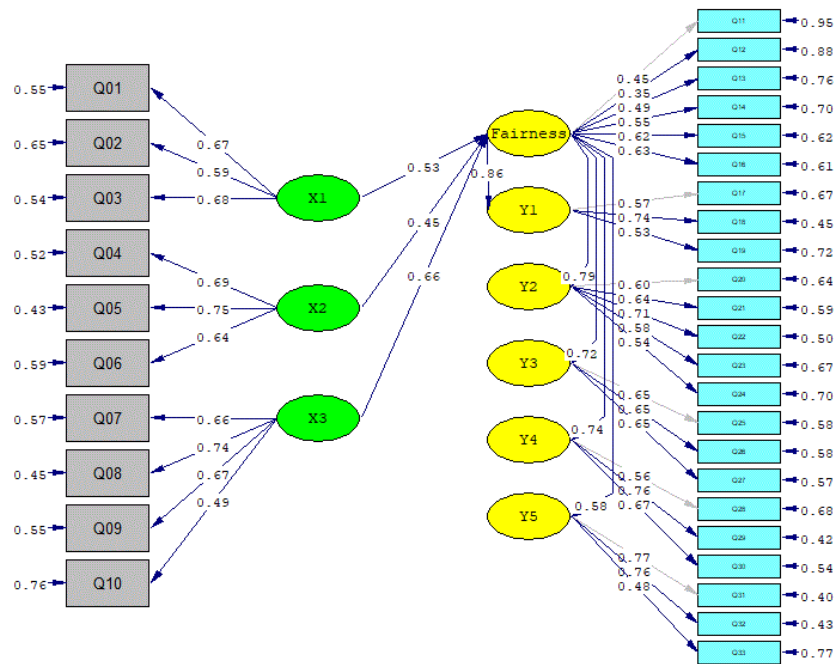 0.55 Q01
0.65 Q02
0.54 Q03
0.52 Q04
0.43 Q05
0.59 Q06
0.57 Q07
0.45 Q08
0.55 Q09
0.76 Q10
0.67
0.59
0.68
0.69
0.75
0.64
0.66
0.74
0.67
0.49
X1
X2
X3
0.53
0.45
0.66
Fairness
0.86
Y1
Y2
Y3
Y4
Y5
0.79
0.72
0.74
0.58
0.45
0.35
0.49
0.55
0.62
0.63
0.57
0.74
0.53
0.60
0.64
0.71
0.58
0.54
0.65
0.65
0.65
0.56
0.76
0.67
0.77
0.76
0.48
Q11 0.95
Q12 0.88
Q13 0.76
Q14 0.70
Q15 0.62
Q16 0.61
Q17 0.67
Q18 0.45
Q19 0.72
Q20 0.64
Q21 0.59
Q22 0.50
Q23 0.67
Q24 0.70
Q25 0.58
Q26 0.58
Q27 0.57
Q28 0.68
Q29 0.42
Q30 0.54
Q31 0.40
Q32 0.43
Q33 0.77